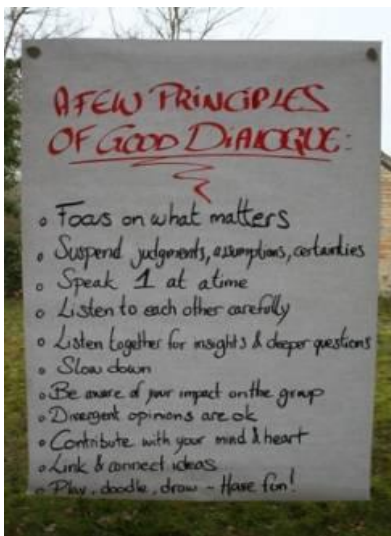 A FEW PRINCIPLES
OF GOOD DIALOGUE:
o Focus on what matters
o Suspend judgments, assumptions, certainties
o Speak 1 at a time
o Listen to each other carefully
o Listen together for insights & deeper questions
o Slow down
o Be aware of your impact on the group
o Divergent opinions are ok
o Contribute with your mind & heart
o Link & connect ideas
o Play, doodle, draw – Have fun!